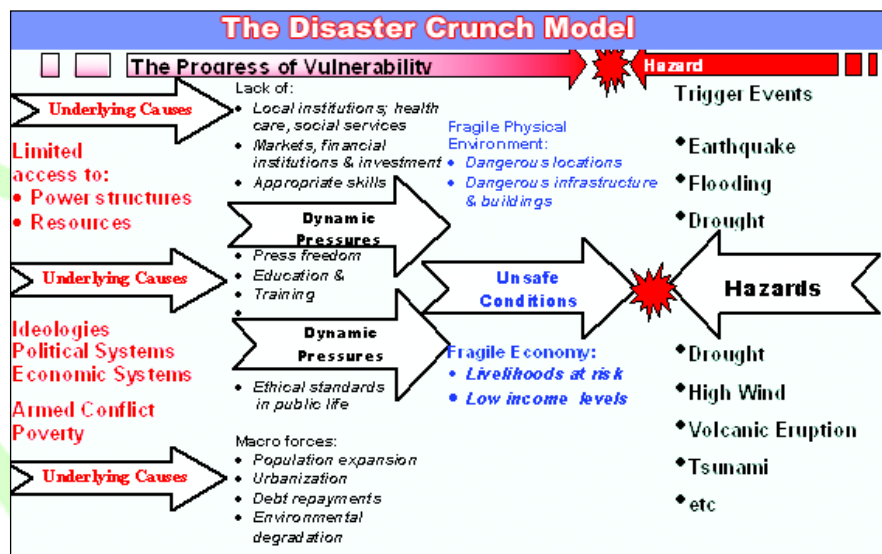 The Disaster Crunch Model
The Progress of Vulnerability
Hazard
Underlying Causes
Limited
access to:
• Power structures
• Resources
Underlying Causes
Ideologies
Political Systems
Economic Systems
Armed Conflict
Poverty
Underlying Causes
Lack of:
• Local institutions; health
care, social services
• Markets, financial
institutions & investment
• Appropriate skills
Dynamic
Pressures
• Press freedom
• Education &
• Training
•
Dynamic
Pressures
• Ethical standards
in public life
Macro forces:
• Population expansion
• Urbanization
• Debt repayments
• Environmental
degradation
Fragile Physical
Environment:
• Dangerous locations
• Dangerous infrastructure
& buildings
Unsafe
Conditions
Fragile Economy:
• Livelihoods at risk
• Low income levels
Trigger Events
•Earthquake
•Flooding
•Drought
Hazards
•Drought
•High Wind
•Volcanic Eruption
•Tsunami
•etc